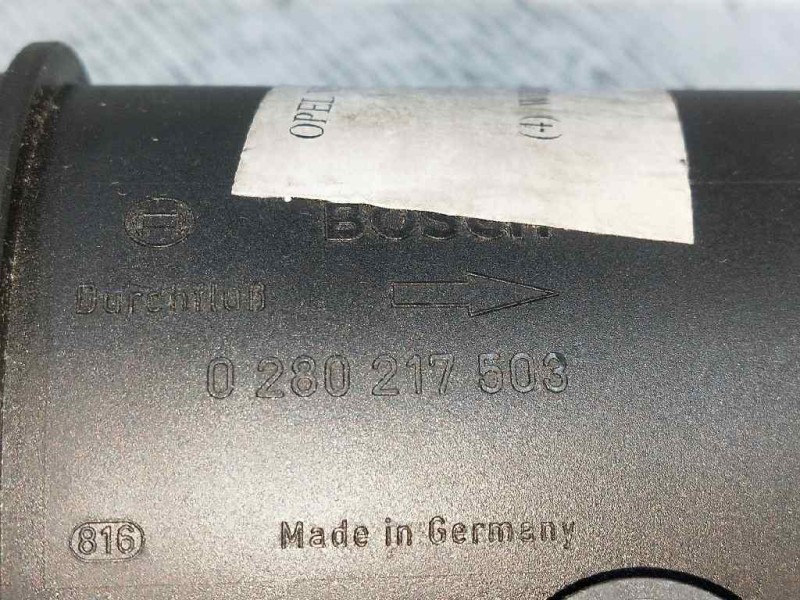 OPEL
(+)
BOSCH
Durchfluß
0 280 217 503
816
Made in Germany